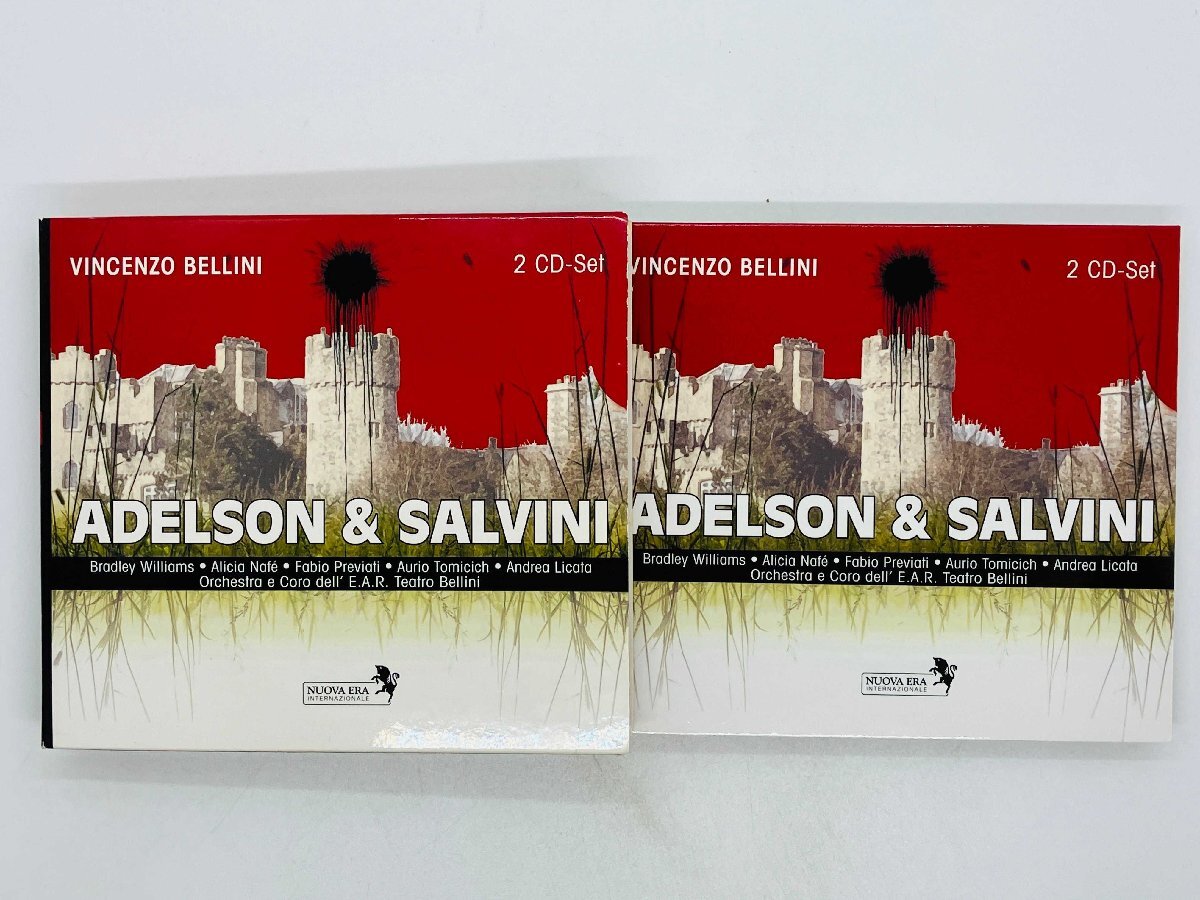 VINCENZO BELLINI
2 CD-Set
ADELSON & SALVINI
Bradley Williams • Alicia Nafé • Fabio Previati • Aurio Tomicich • Andrea Licata
Orchestra e Coro dell' E.A.R. Teatro Bellini
NUOVA ERA
INTERNAZIONALE
VINCENZO BELLINI
2 CD-Set
ADELSON & SALVINI
Bradley Williams • Alicia Nafé • Fabio Previati • Aurio Tomicich • Andrea Licata
Orchestra e Coro dell' E.A.R. Teatro Bellini
NUOVA ERA
INTERNAZIONALE